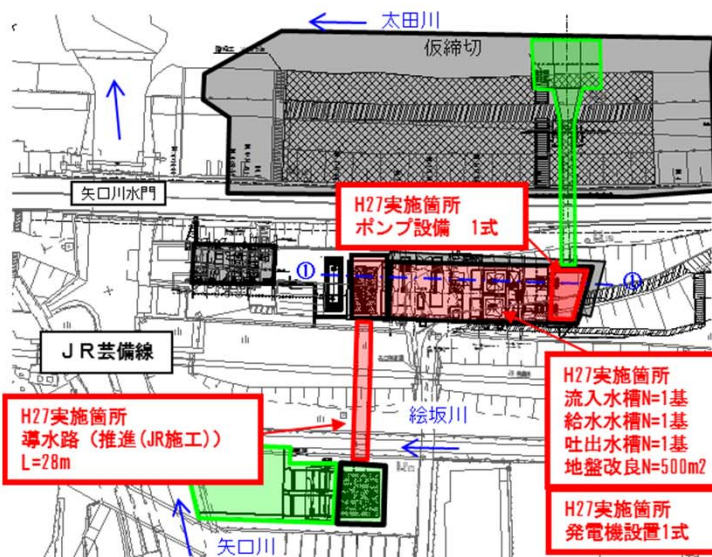 太田川
仮締切
矢口川水門
H27実施箇所
ポンプ設備　1式
①
①
JR芸備線
H27実施箇所
流入水槽N=1基
給水水槽N=1基
吐出水槽N=1基
地盤改良N=500m2
H27実施箇所
導水路（推進(JR施工)）
L=28m
絵坂川
H27実施箇所
発電機設置1式
矢口川